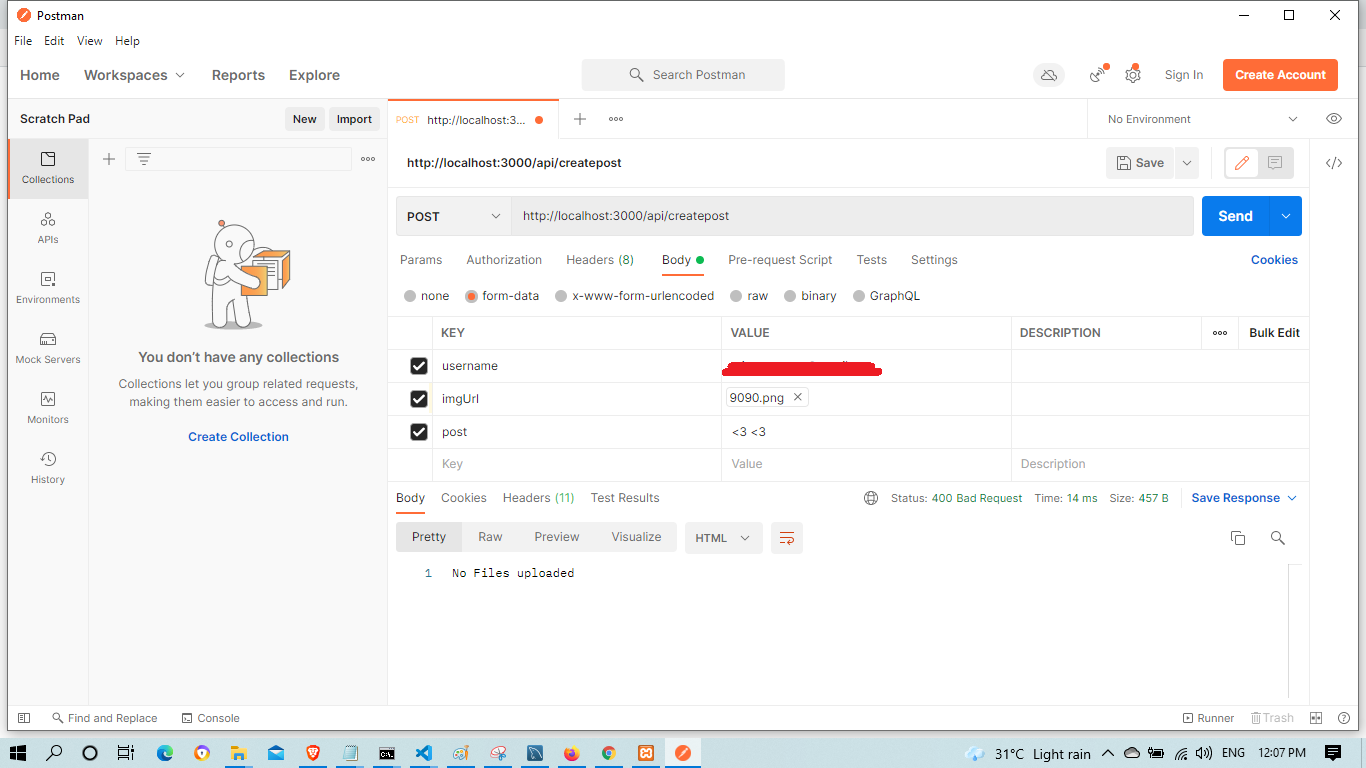 Postman
File Edit View Help
Home Workspaces Reports Explore Search Postman Sign In Create Account
Scratch Pad New Import POST http://localhost:3... No Environment
http://localhost:3000/api/createpost Save
POST http://localhost:3000/api/createpost Send
Params Authorization Headers (8) Body Pre-request Script Tests Settings Cookies
none form-data x-www-form-urlencoded raw binary GraphQL
KEY VALUE DESCRIPTION Bulk Edit
username
imgUrl 9090.png
post <3 <3
Key Value Description
Body Cookies Headers (11) Test Results Status: 400 Bad Request Time: 14 ms Size: 457 B Save Response
Pretty Raw Preview Visualize HTML
1 No Files uploaded
Collections
APIs
Environments
Mock Servers
Monitors
History
You don't have any collections
Collections let you group related requests,
making them easier to access and run.
Create Collection
Find and Replace Console Runner Trash
31°C Light rain ENG 12:07 PM